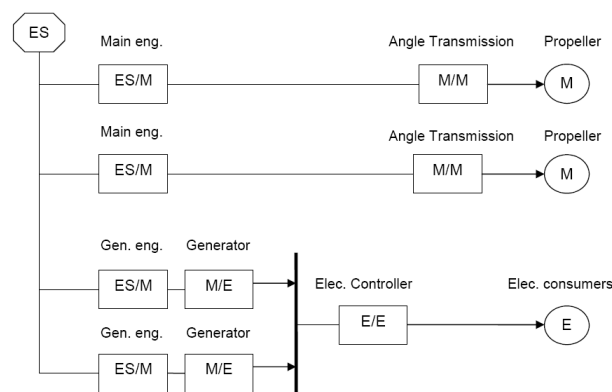 ES
Main eng. Angle Transmission Propeller
ES/M M/M M
Main eng. Angle Transmission Propeller
ES/M M/M M
Gen. eng. Generator
Elec. Controller Elec. consumers
ES/M M/E
E/E E
Gen. eng. Generator
ES/M M/E